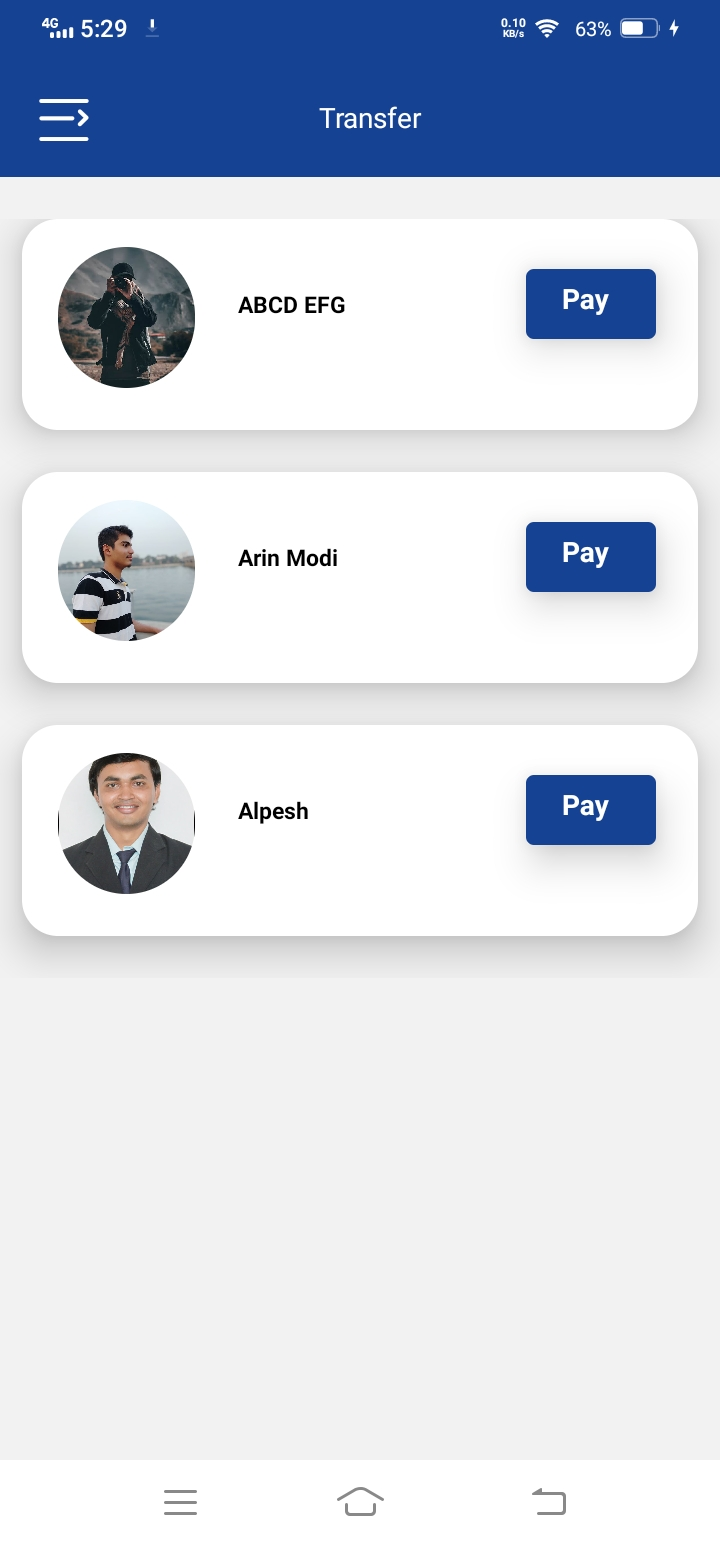 4G 5:29 0.10 KB/s 63%
Transfer
ABCD EFG Pay
Arin Modi Pay
Alpesh Pay